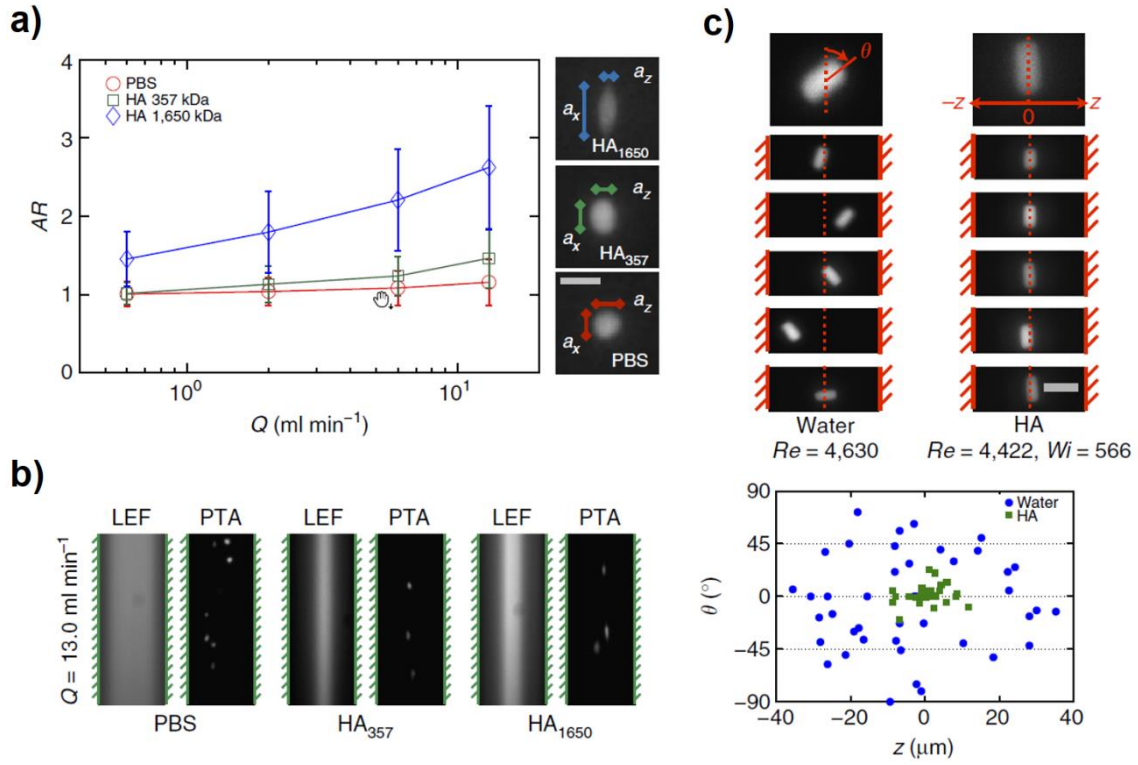 a)
4
3
2
1
0
AR
PBS
HA 357 kDa
HA 1,650 kDa
10⁰
10¹
Q (ml min⁻¹)
a_z
a_x
HA₁₆₅₀
a_z
a_x
HA₃₅₇
a_z
a_x
PBS
b)
LEF PTA LEF PTA LEF PTA
Q = 13.0 ml min⁻¹
PBS HA₃₅₇ HA₁₆₅₀
c)
θ
−z z
0
Water HA
Re = 4,630 Re = 4,422, Wi = 566
90
45
0
−45
−90
θ (°)
Water
HA
−40 −20 0 20 40
z (μm)